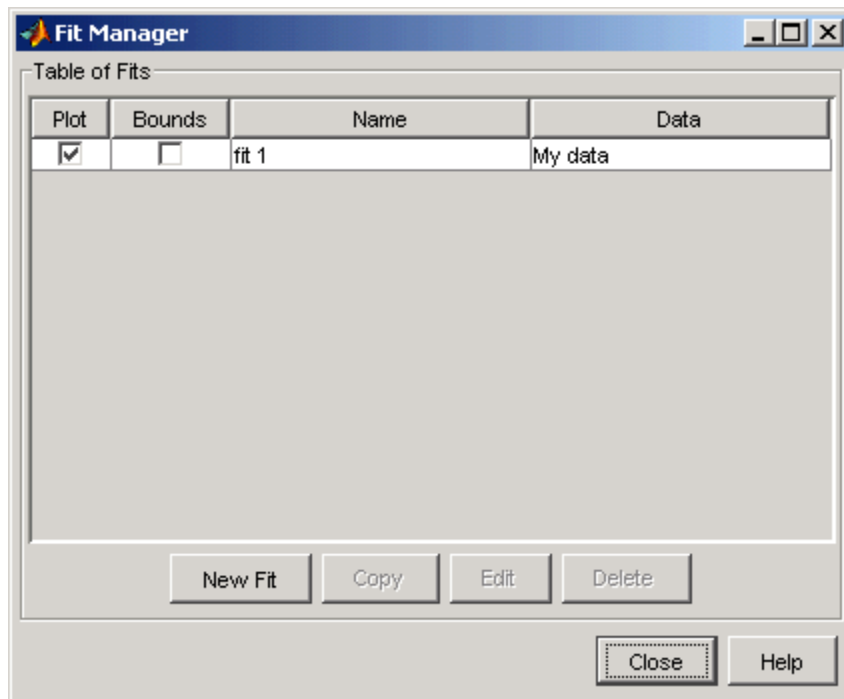 Fit Manager
Table of Fits
Plot Bounds Name Data
fit 1 My data
New Fit Copy Edit Delete
Close Help